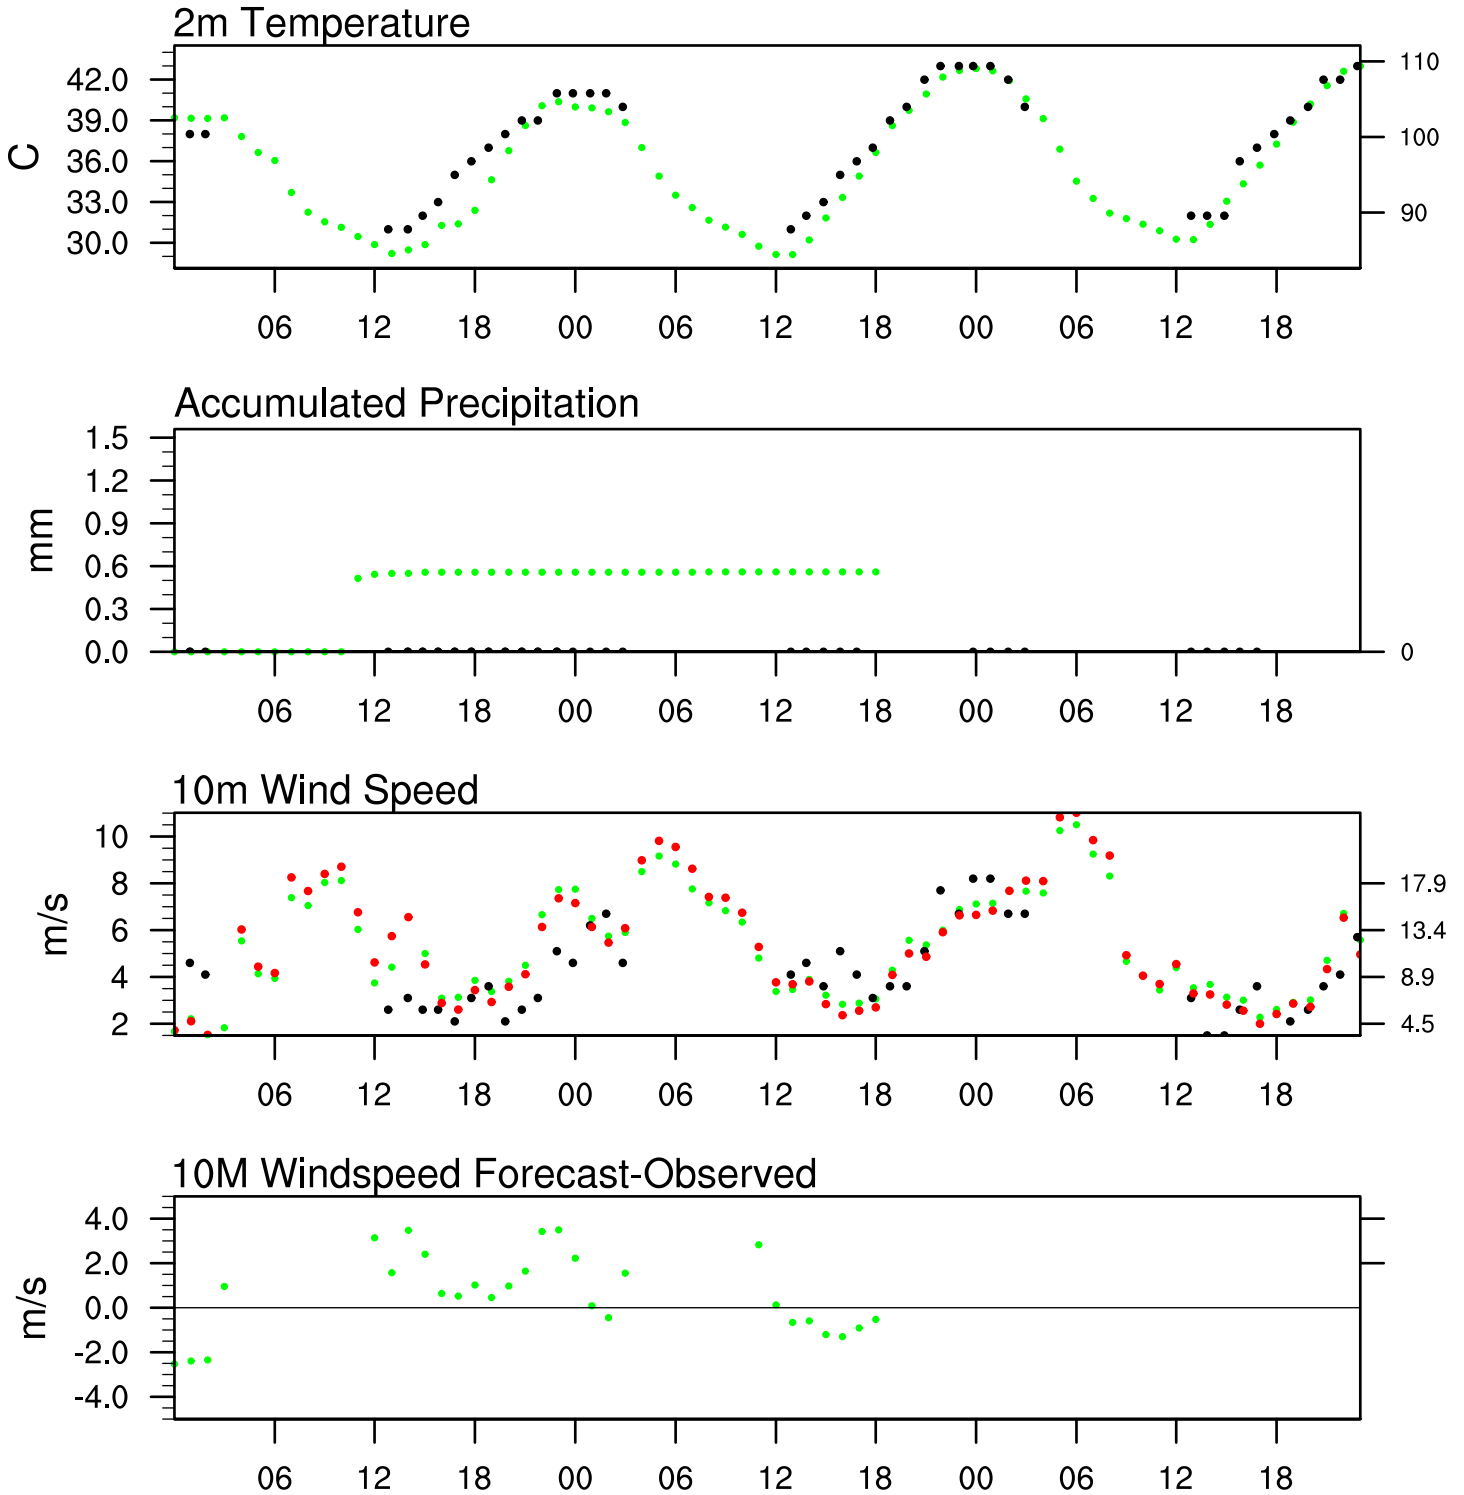 2m Temperature
C
42.0 110
39.0 100
36.0
33.0 90
30.0
06 12 18 00 06 12 18 00 06 12 18
Accumulated Precipitation
mm
1.5
1.2
0.9
0.6
0.3
0.0 0
06 12 18 00 06 12 18 00 06 12 18
10m Wind Speed
m/s
10
8 17.9
6 13.4
4 8.9
2 4.5
06 12 18 00 06 12 18 00 06 12 18
10M Windspeed Forecast-Observed
m/s
4.0
2.0
0.0
-2.0
-4.0
06 12 18 00 06 12 18 00 06 12 18